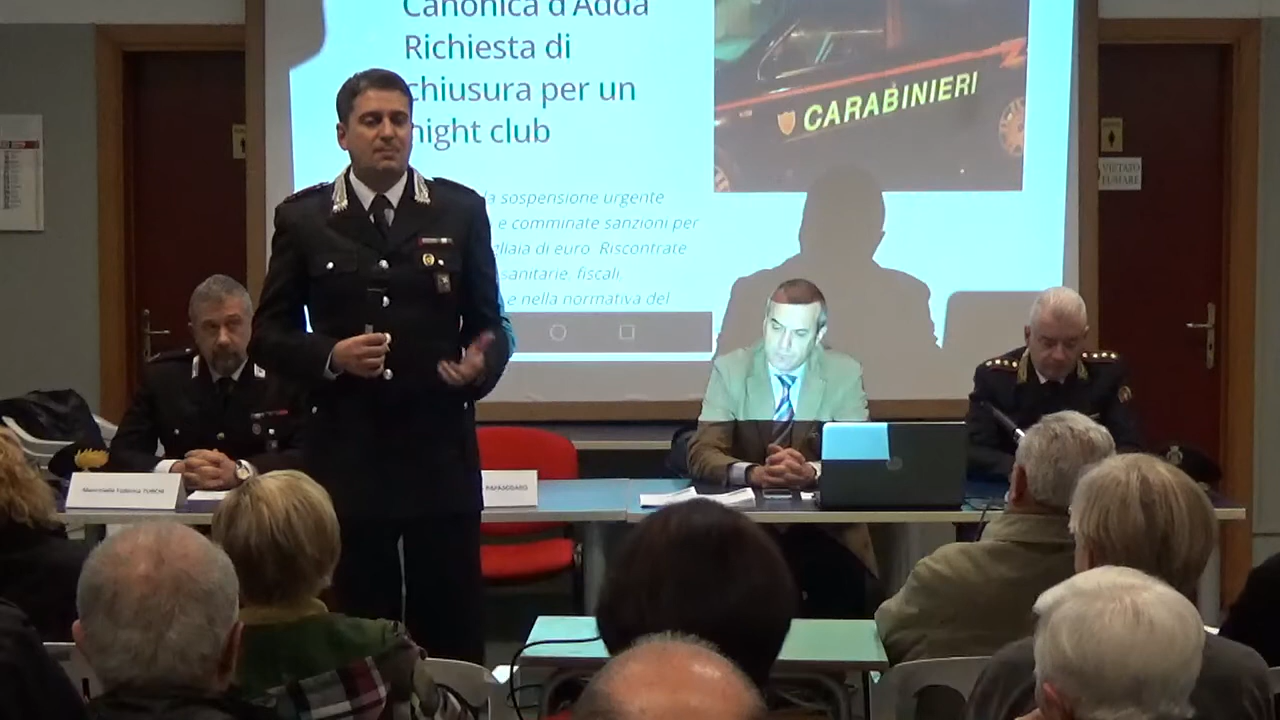 Canonica d'Adda
Richiesta di
chiusura per un
night club
la sospensione urgente
e comminate sanzioni per
gliaia di euro. Riscontrate
sanitarie, fiscali
e nella normativa del
CARABINIERI
VIETATO
FUMARE